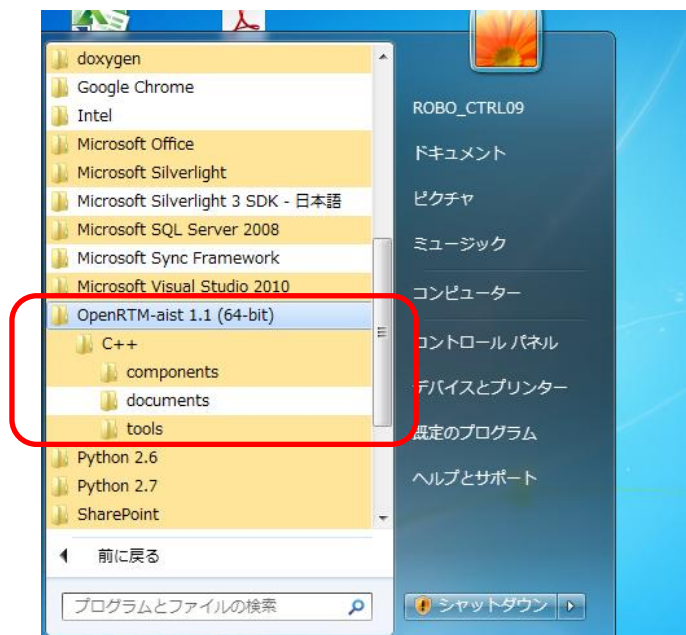 doxygen
Google Chrome
Intel
Microsoft Office
Microsoft Silverlight
Microsoft Silverlight 3 SDK - 日本語
Microsoft SQL Server 2008
Microsoft Sync Framework
Microsoft Visual Studio 2010
OpenRTM-aist 1.1 (64-bit)
C++
components
documents
tools
Python 2.6
Python 2.7
SharePoint
前に戻る
プログラムとファイルの検索
ROBO_CTRL09
ドキュメント
ピクチャ
ミュージック
コンピューター
コントロール パネル
デバイスとプリンター
既定のプログラム
ヘルプとサポート
シャットダウン